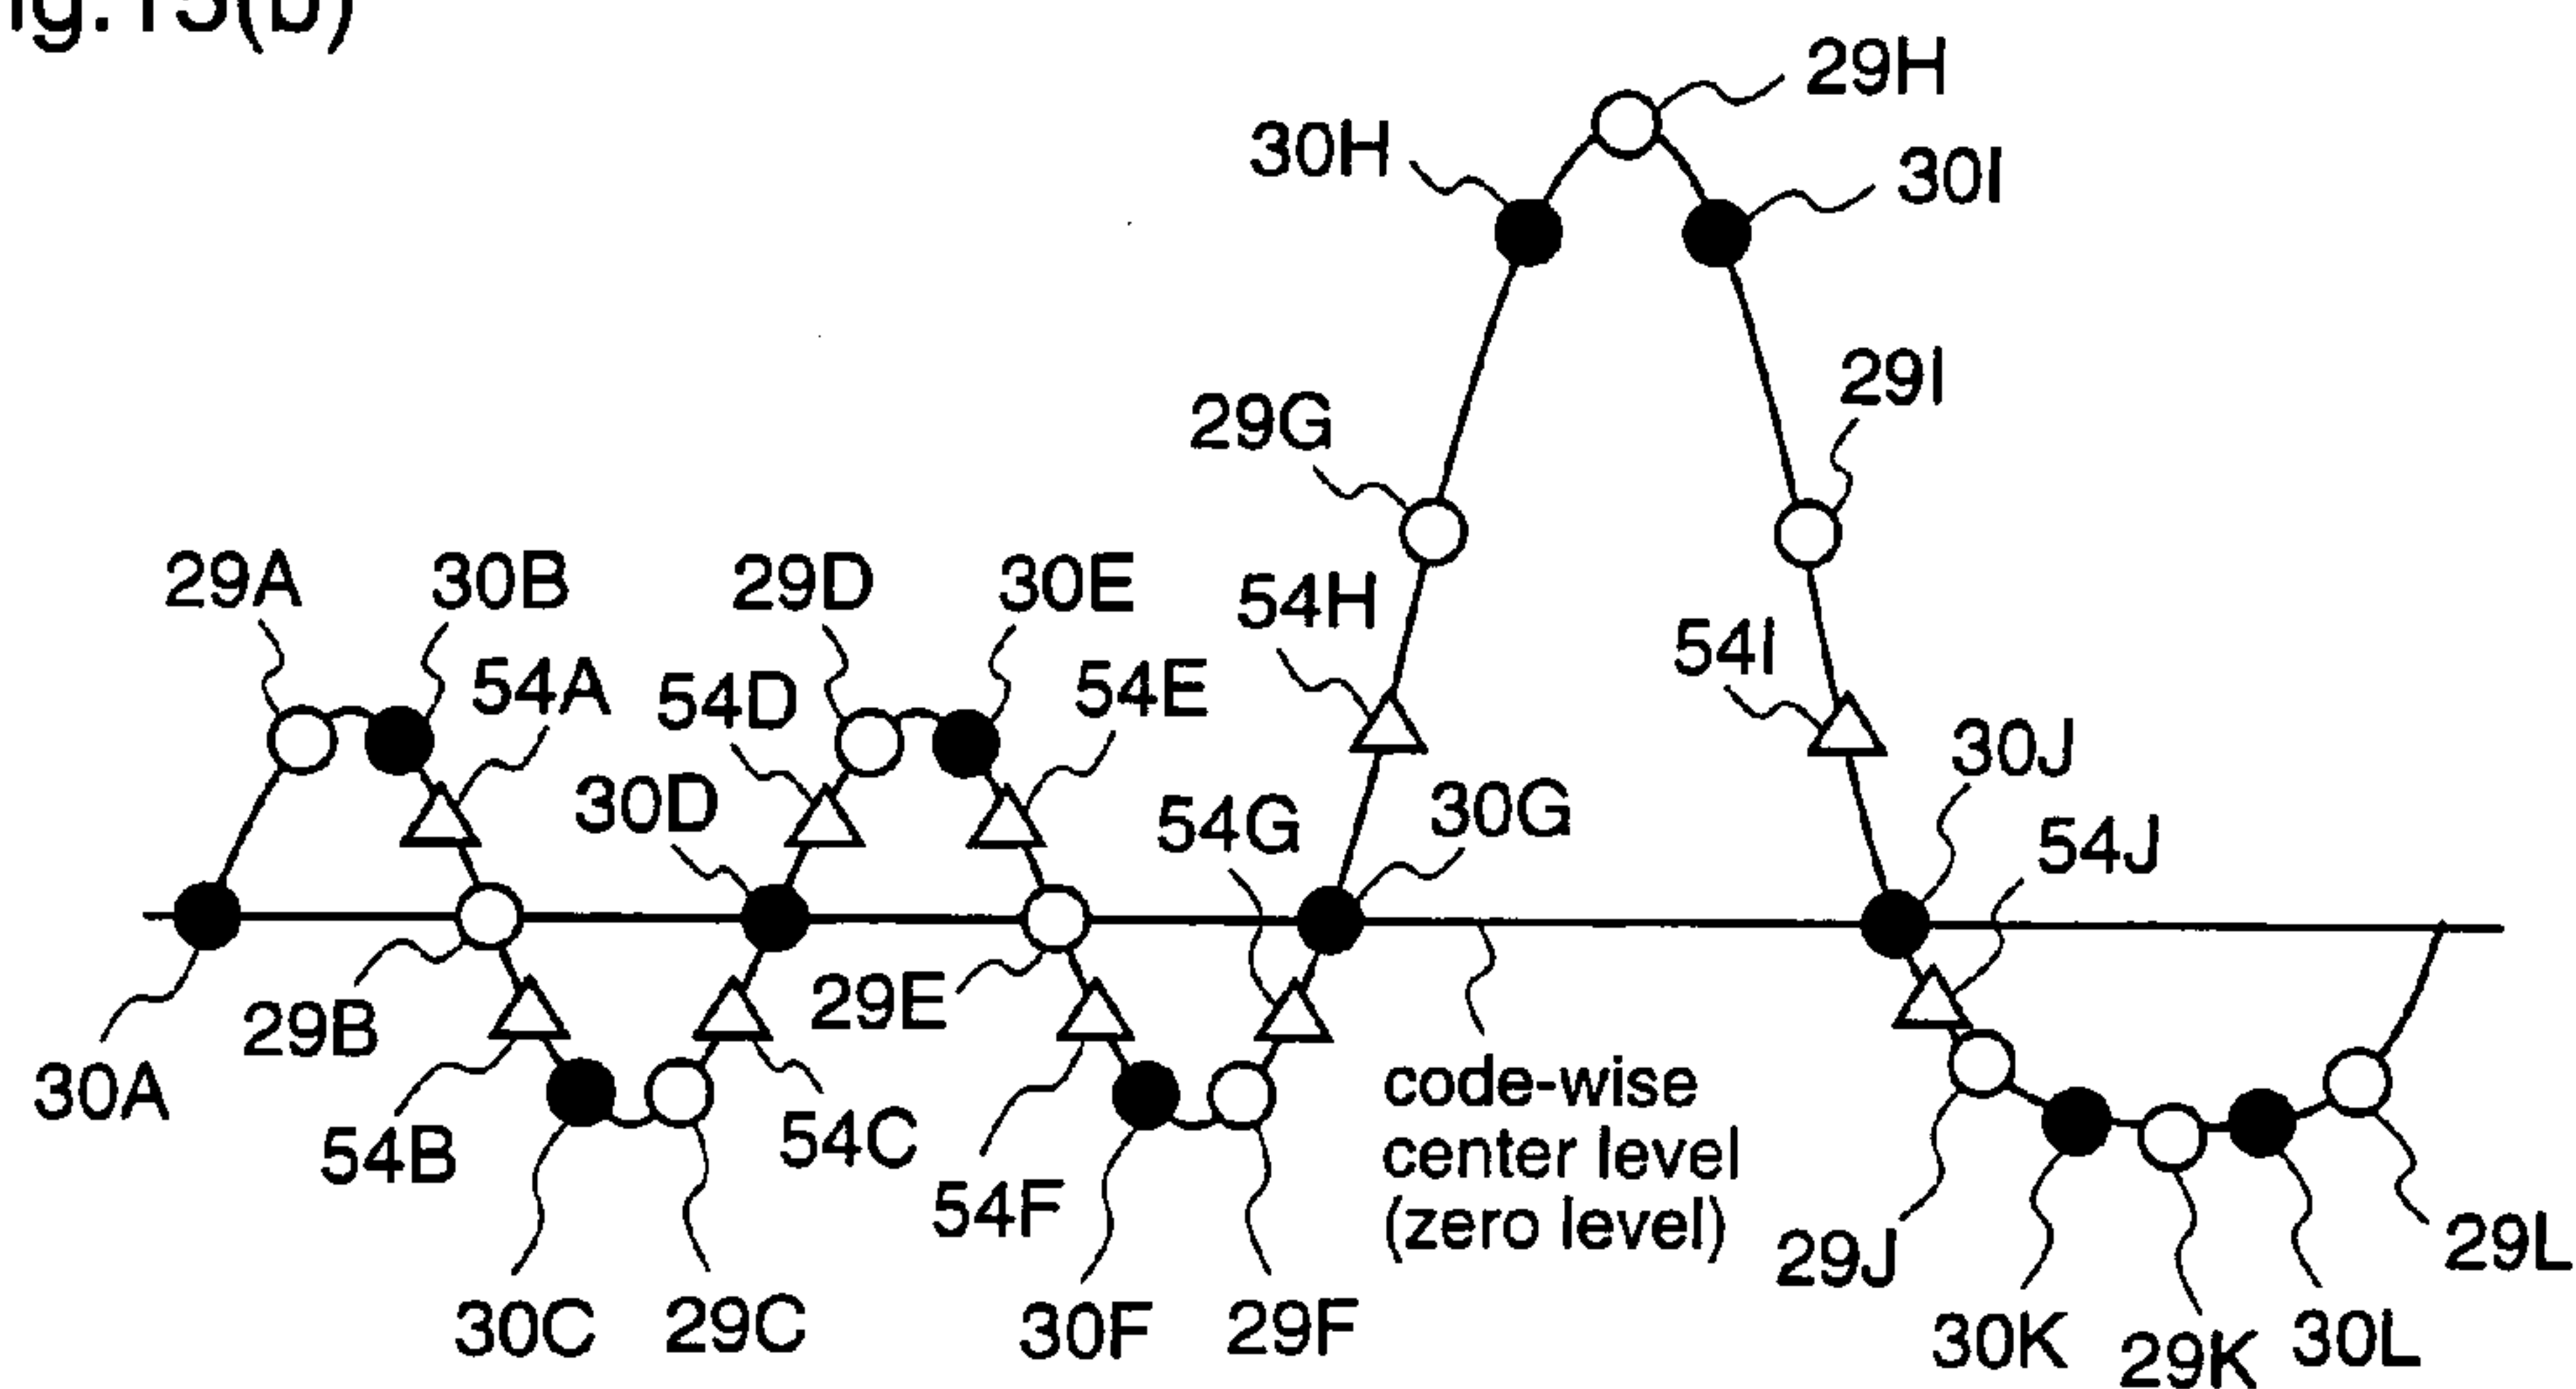 ig.15(b)
29H
30H
30I
29I
29G
29A
30B
29D
30E
54H
54A
54D
54E
54I
30D
54G
30G
30J
54J
30A
29B
29E
54B
54C
54F
code-wise
center level
(zero level)
29J
29L
30C
29C
30F
29F
30K
29K
30L